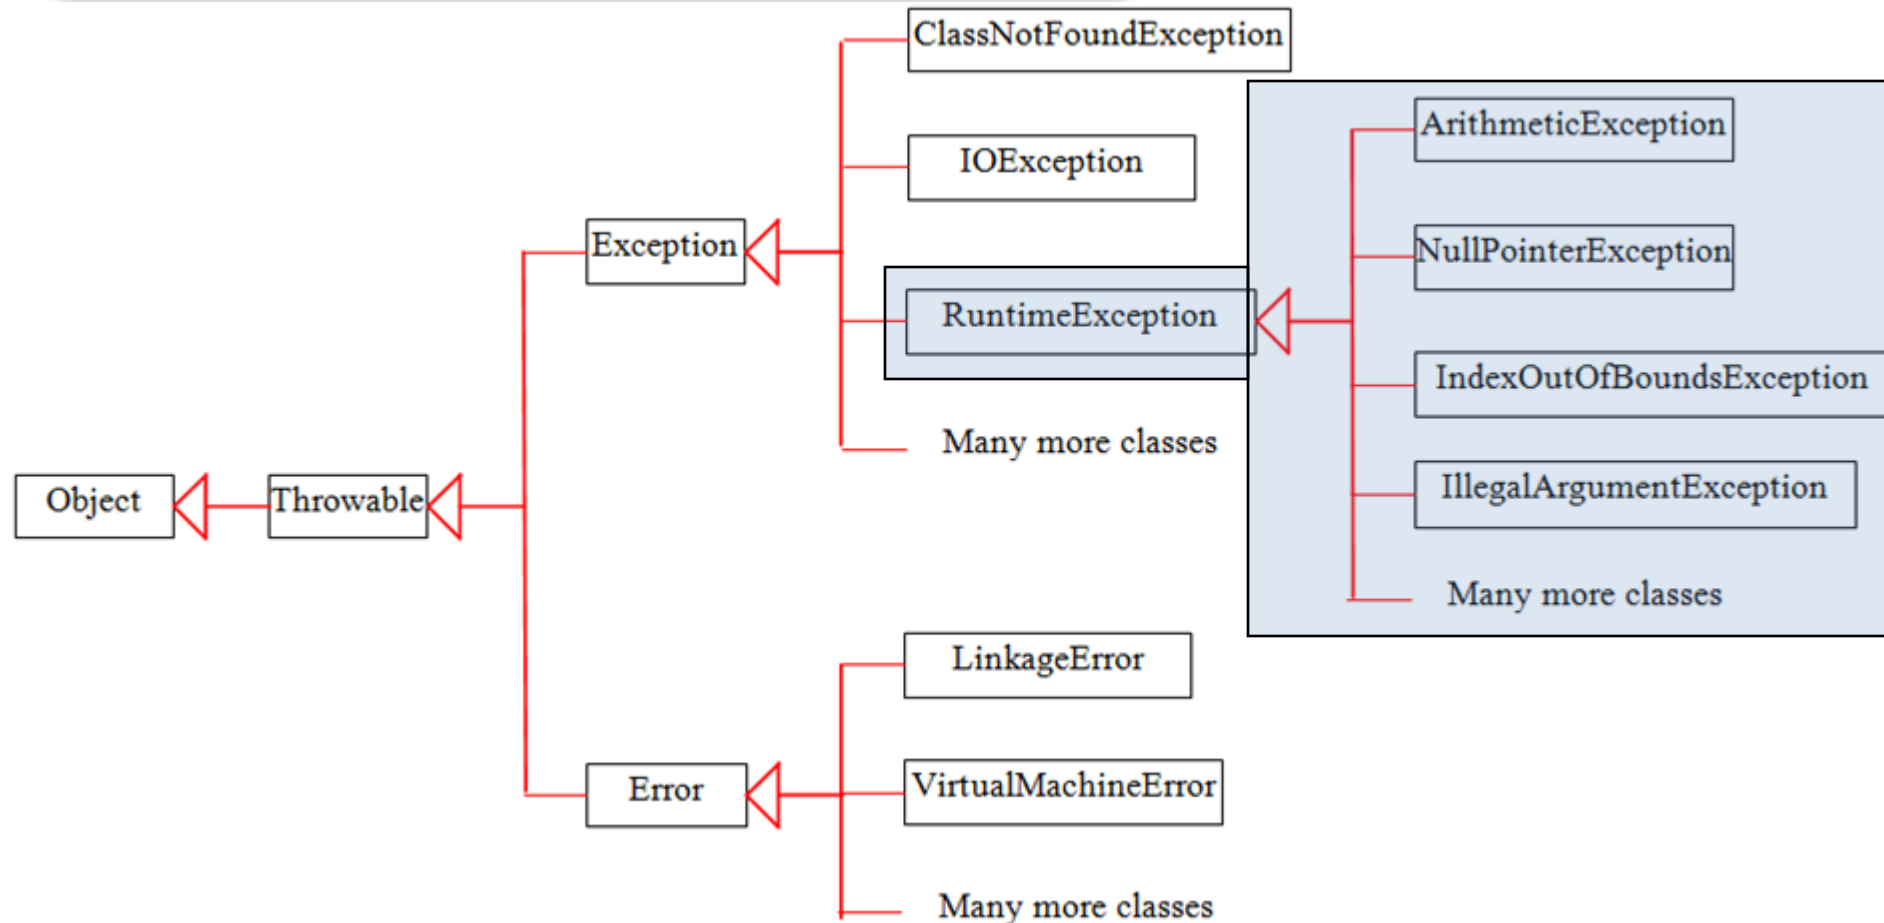 ClassNotFoundException
ArithmeticException
IOException
NullPointerException
Exception
RuntimeException
IndexOutOfBoundsException
Many more classes
Object
Throwable
IllegalArgumentException
Many more classes
LinkageError
Error
VirtualMachineError
Many more classes